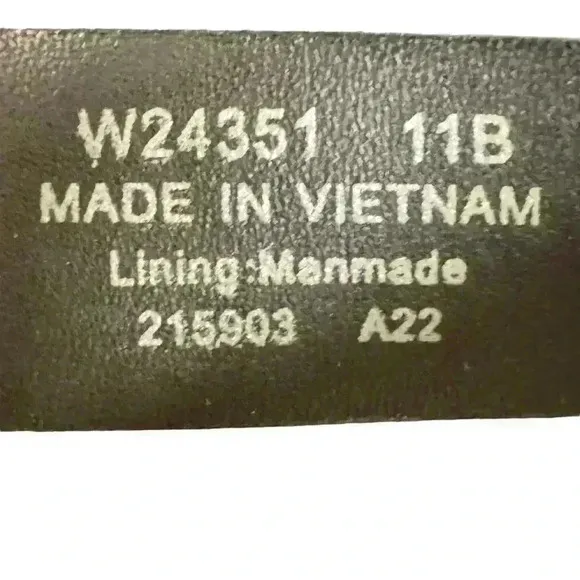 W24351 11B
MADE IN VIETNAM
Lining:Manmade
215903 A22